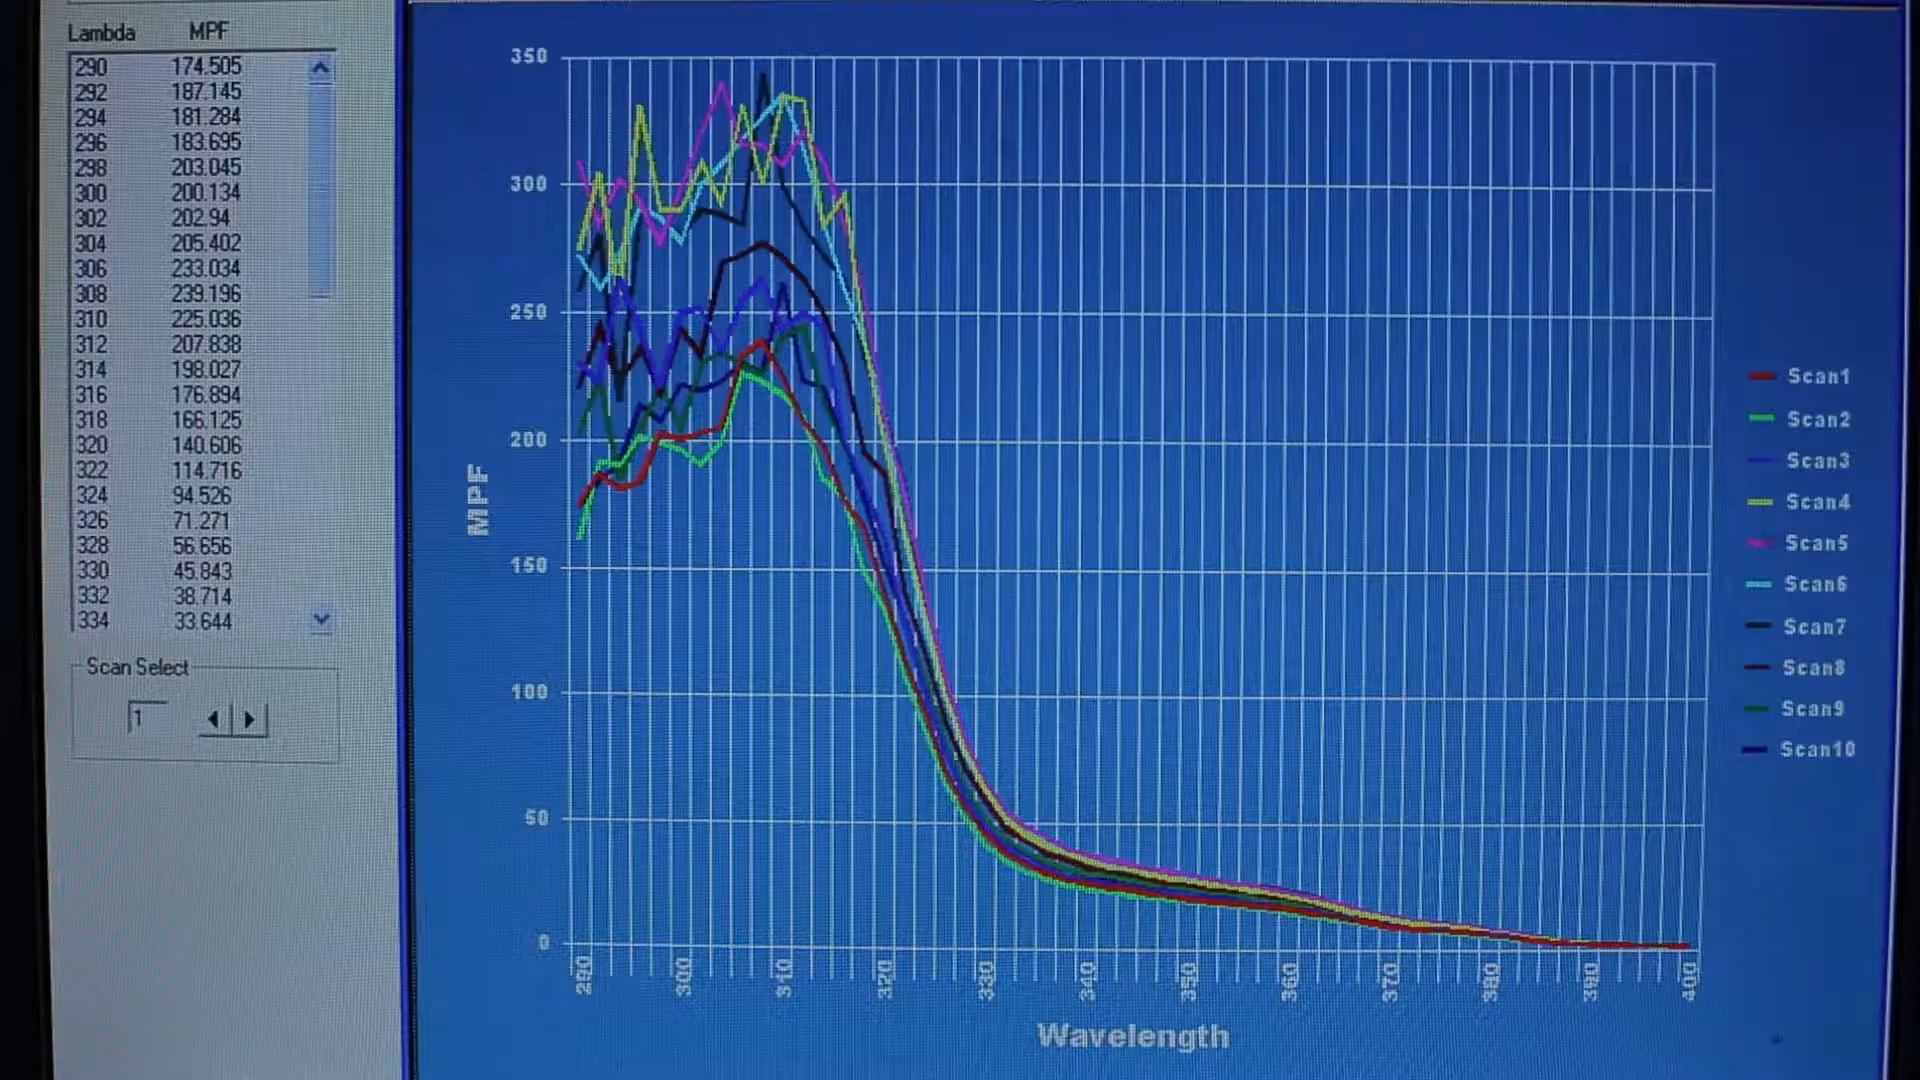 Lambda MPF
290 174.505
292 187.145
294 181.284
296 183.695
298 203.045
300 200.134
302 202.94
304 205.402
306 233.034
308 239.196
310 225.036
312 207.838
314 198.027
316 176.894
318 166.125
320 140.606
322 114.716
324 94.526
326 71.271
328 56.656
330 45.843
332 38.714
334 33.644
Scan Select
1
350
300
250
200
150
100
50
0
MPF
290 300 310 320 330 340 350 360 370 380 390 400
Wavelength
Scan1
Scan2
Scan3
Scan4
Scan5
Scan6
Scan7
Scan8
Scan9
Scan10